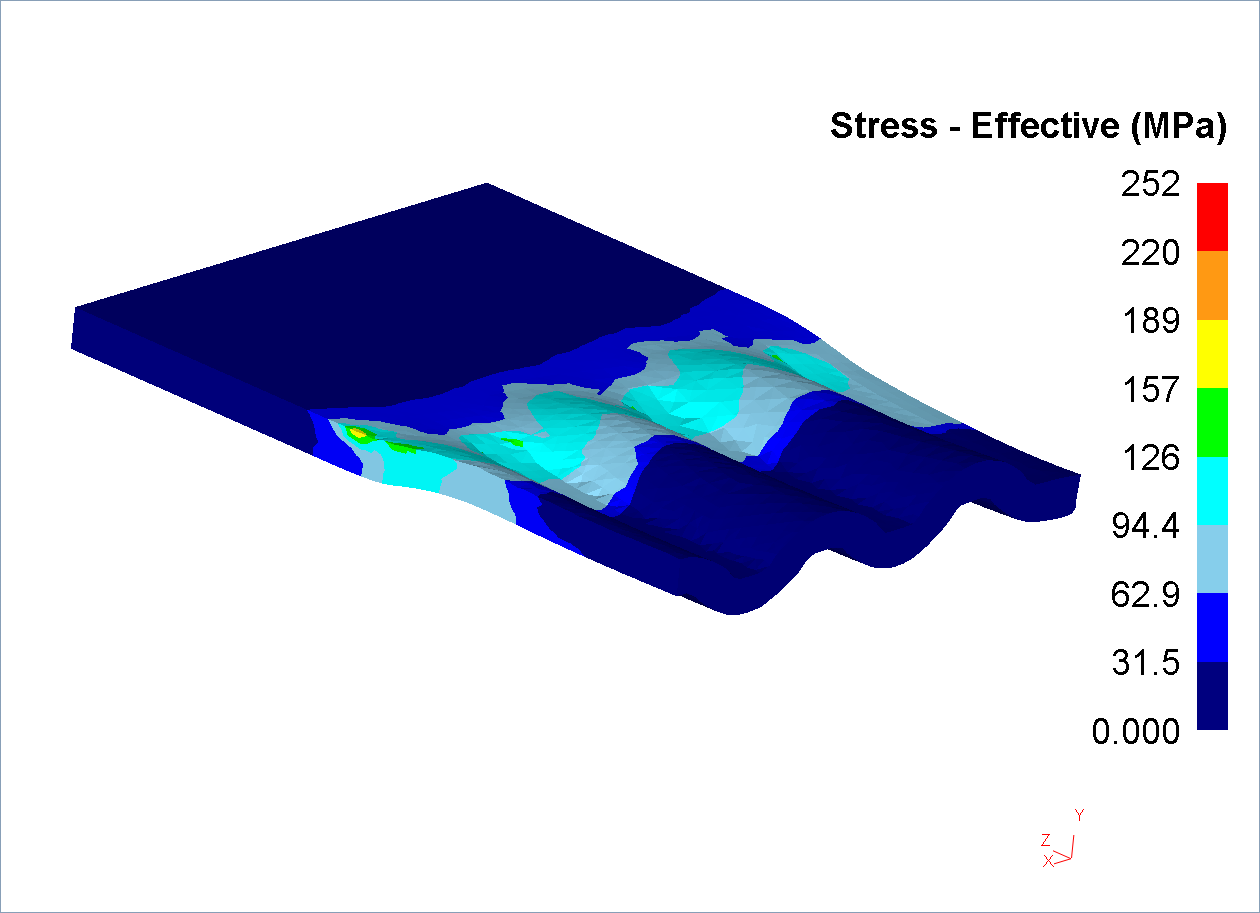 Stress - Effective (MPa)
252
220
189
157
126
94.4
62.9
31.5
0.000
Y
Z
X